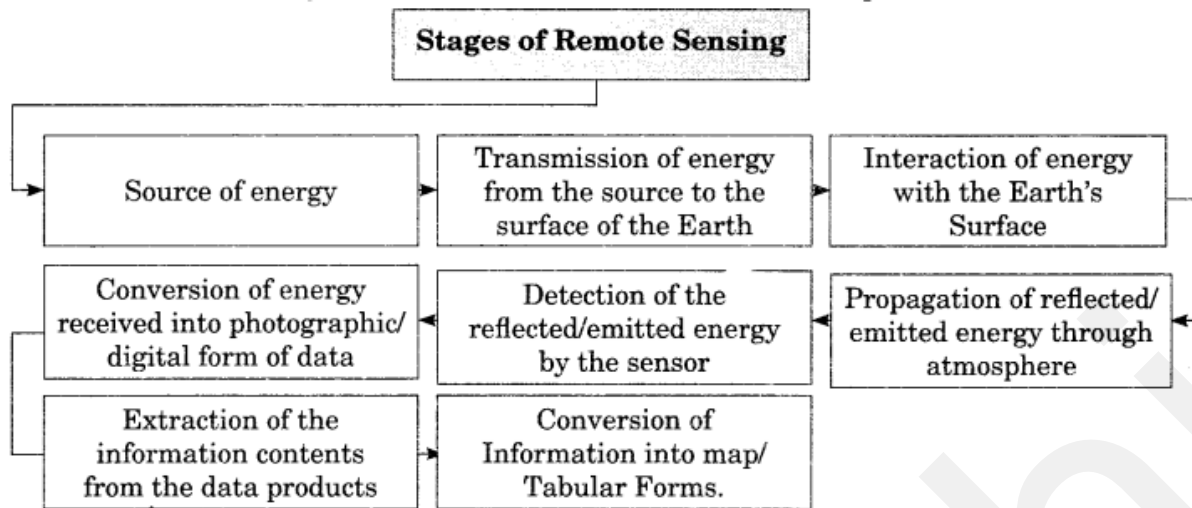 Stages of Remote Sensing
Source of energy
Transmission of energy
from the source to the
surface of the Earth
Interaction of energy
with the Earth's
Surface
Propagation of reflected/
emitted energy through
atmosphere
Detection of the
reflected/emitted energy
by the sensor
Conversion of energy
received into photographic/
digital form of data
Extraction of the
information contents
from the data products
Conversion of
Information into map/
Tabular Forms.